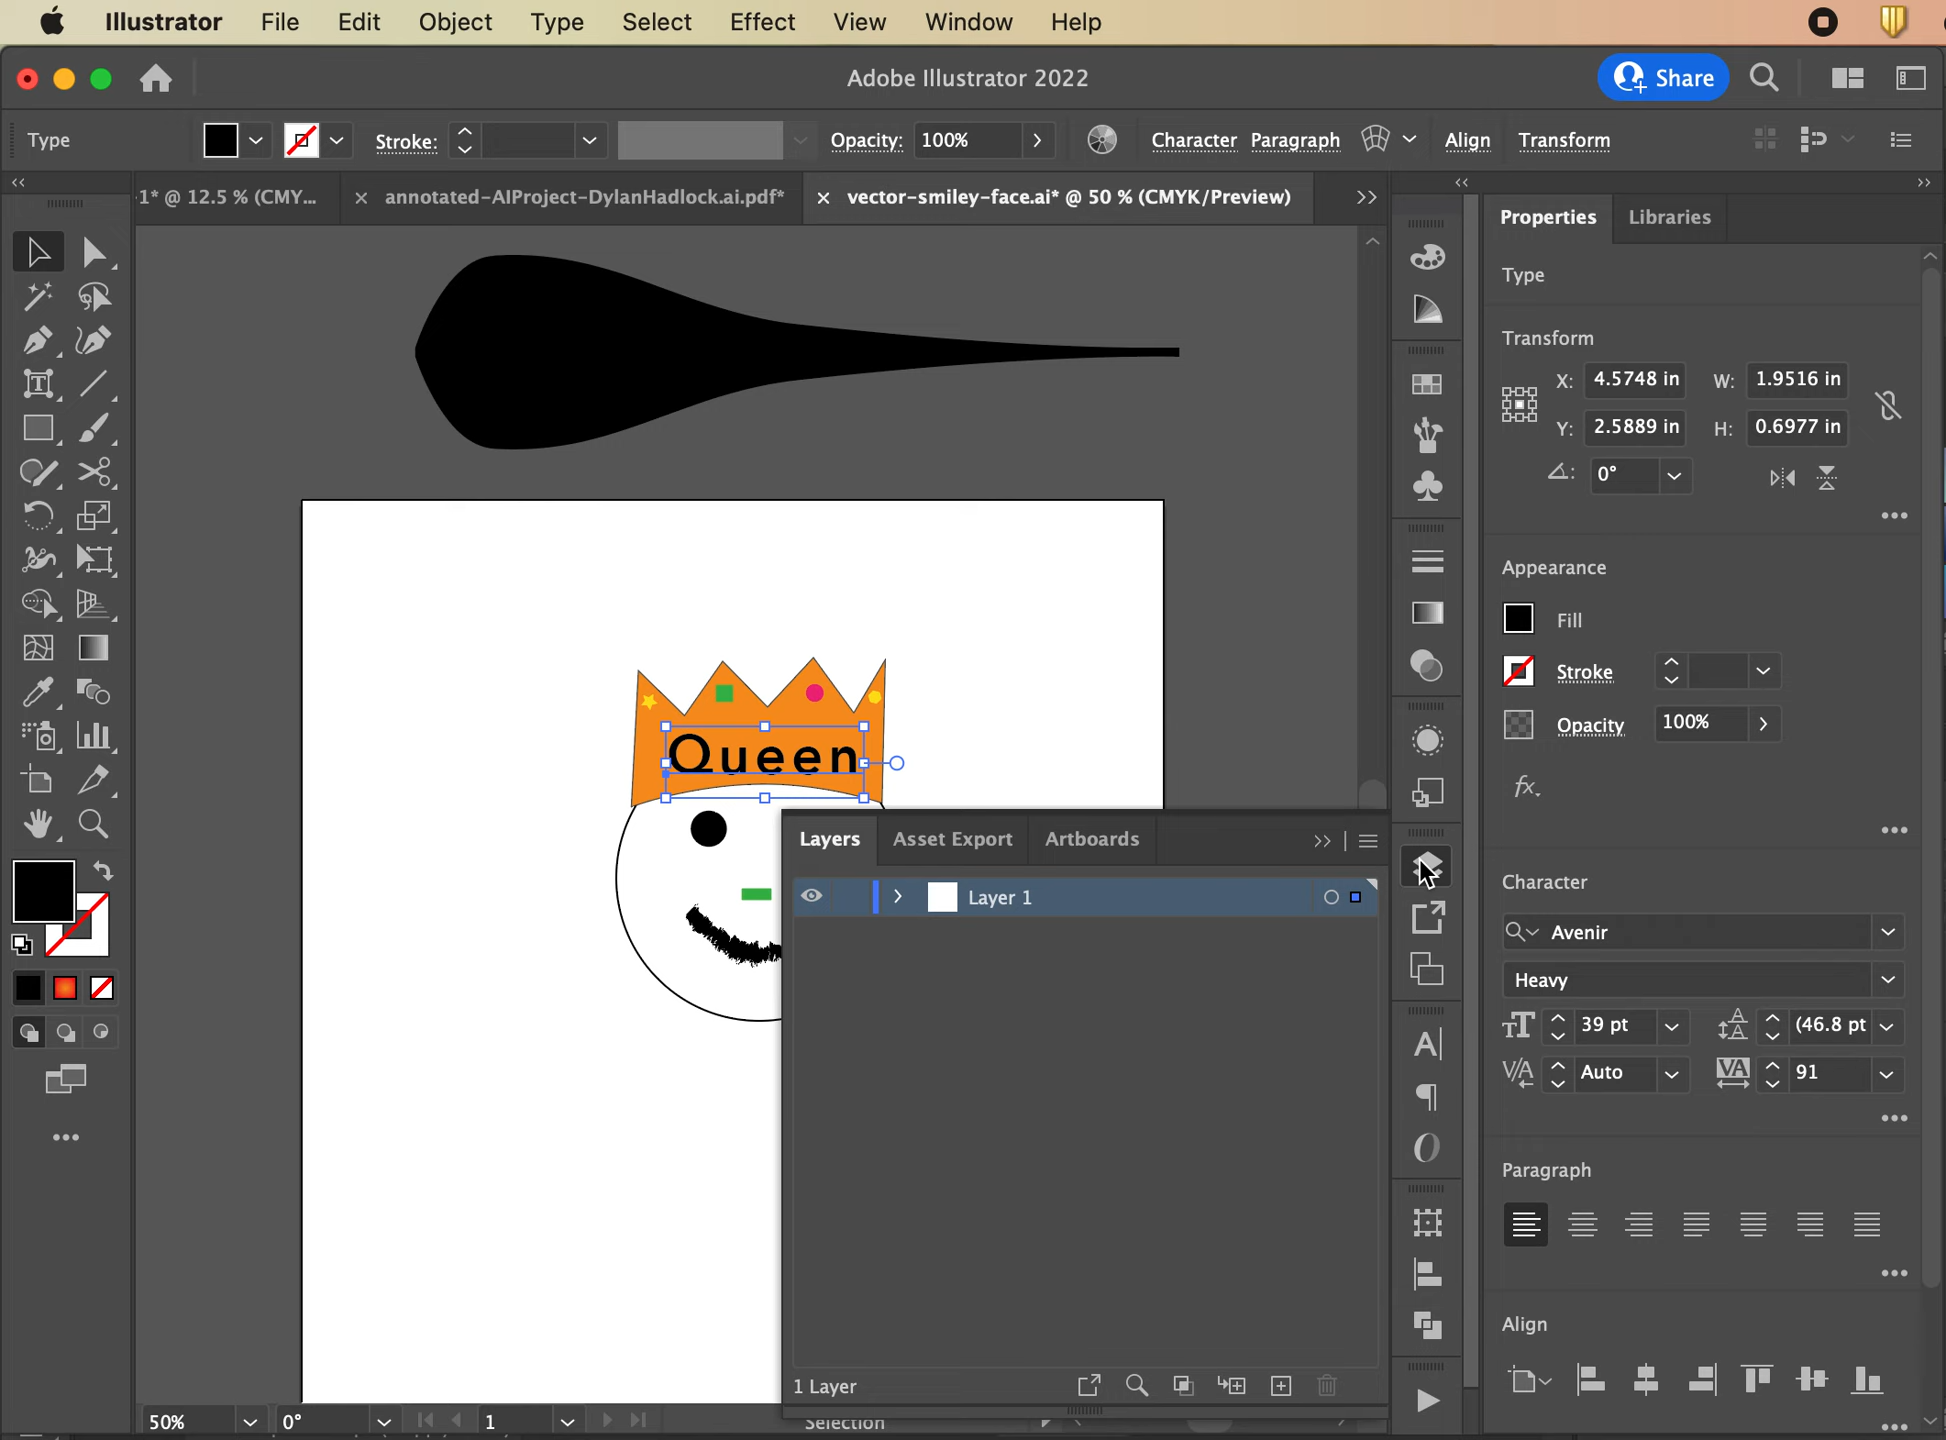 Illustrator File Edit Object Type Select Effect View Window Help
Adobe Illustrator 2022
Share
Type
Stroke:
Opacity: 100%
Character Paragraph
Align
Transform
1* @ 12.5 % (CMY...
× annotated-AIProject-DylanHadlock.ai.pdf*
× vector-smiley-face.ai* @ 50 % (CMYK/Preview)
Properties Libraries
Type
Transform
X: 4.5748 in W: 1.9516 in
Y: 2.5889 in H: 0.6977 in
0°
Appearance
Fill
Stroke
Opacity 100%
fx.
Queen
Layers Asset Export Artboards
Layer 1
1 Layer
Character
Avenir
Heavy
39 pt (46.8 pt
Auto 91
Paragraph
Align
50% 0° 1 Selection